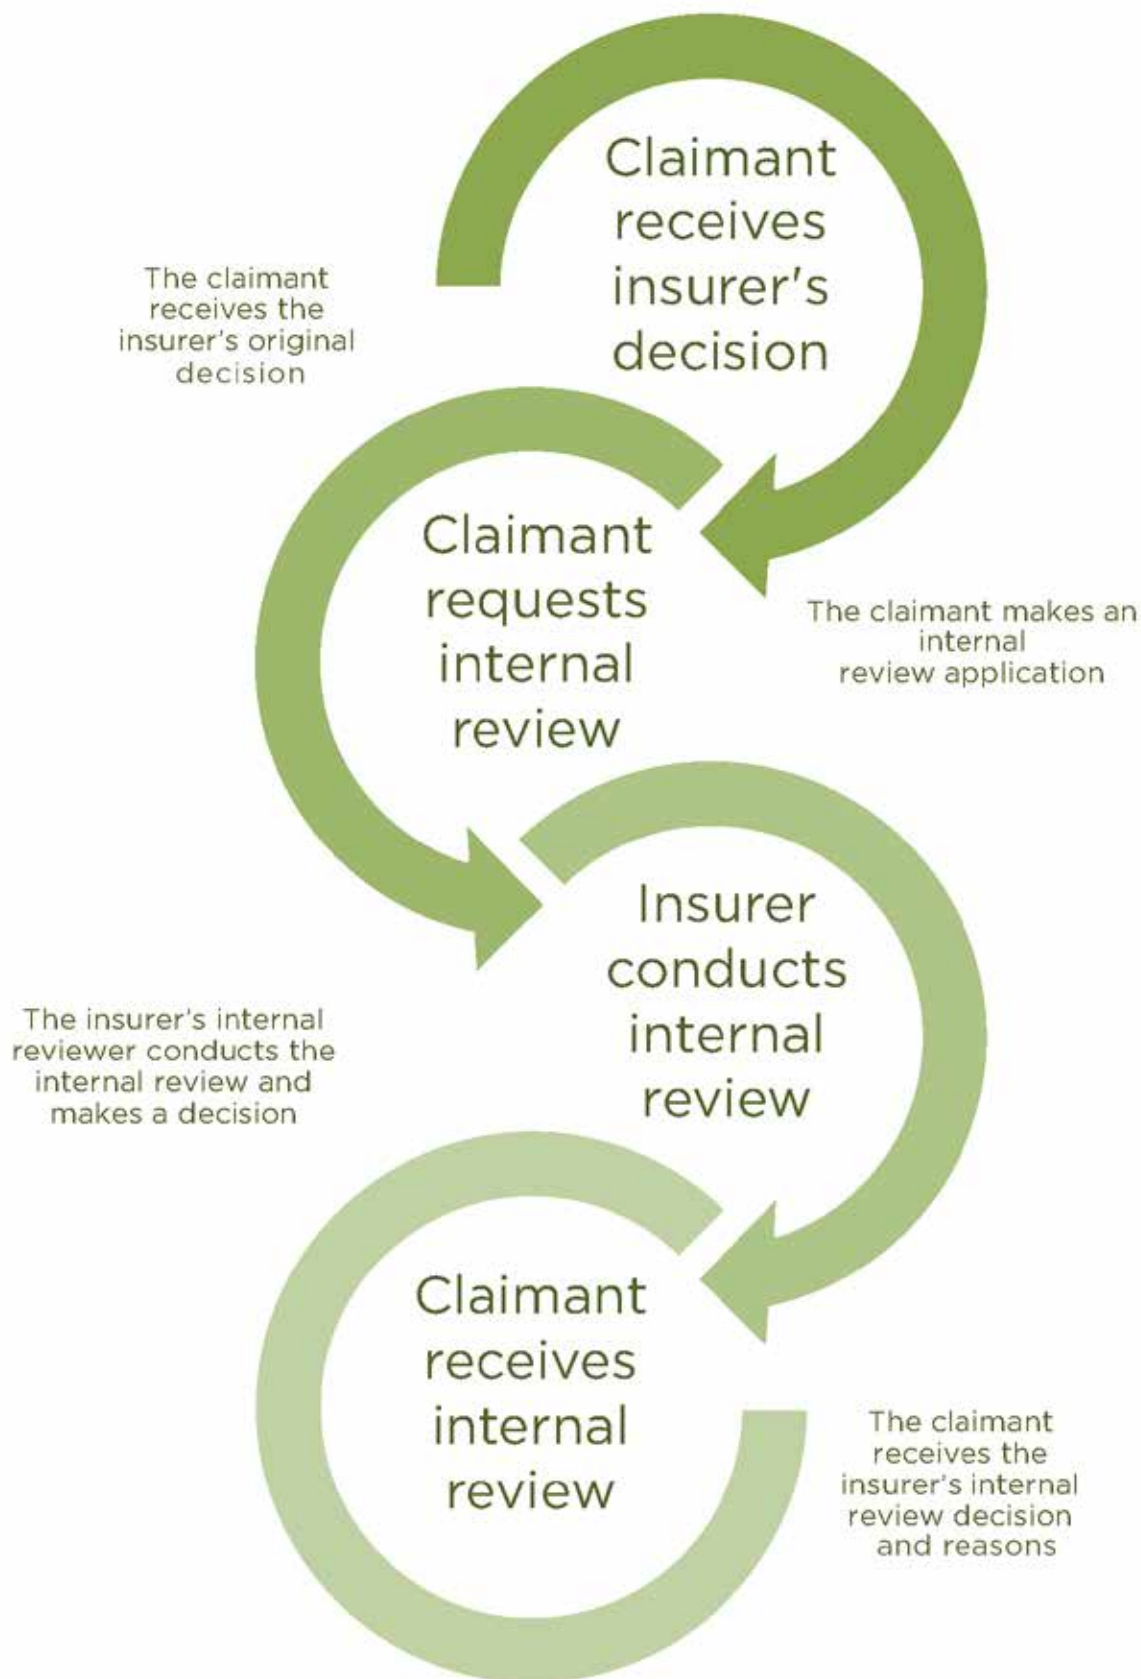 Claimant
receives
insurer's
decision
The claimant
receives the
insurer's original
decision
Claimant
requests
internal
review
The claimant makes an
internal
review application
Insurer
conducts
internal
review
The insurer's internal
reviewer conducts the
internal review and
makes a decision
Claimant
receives
internal
review
The claimant
receives the
insurer's internal
review decision
and reasons